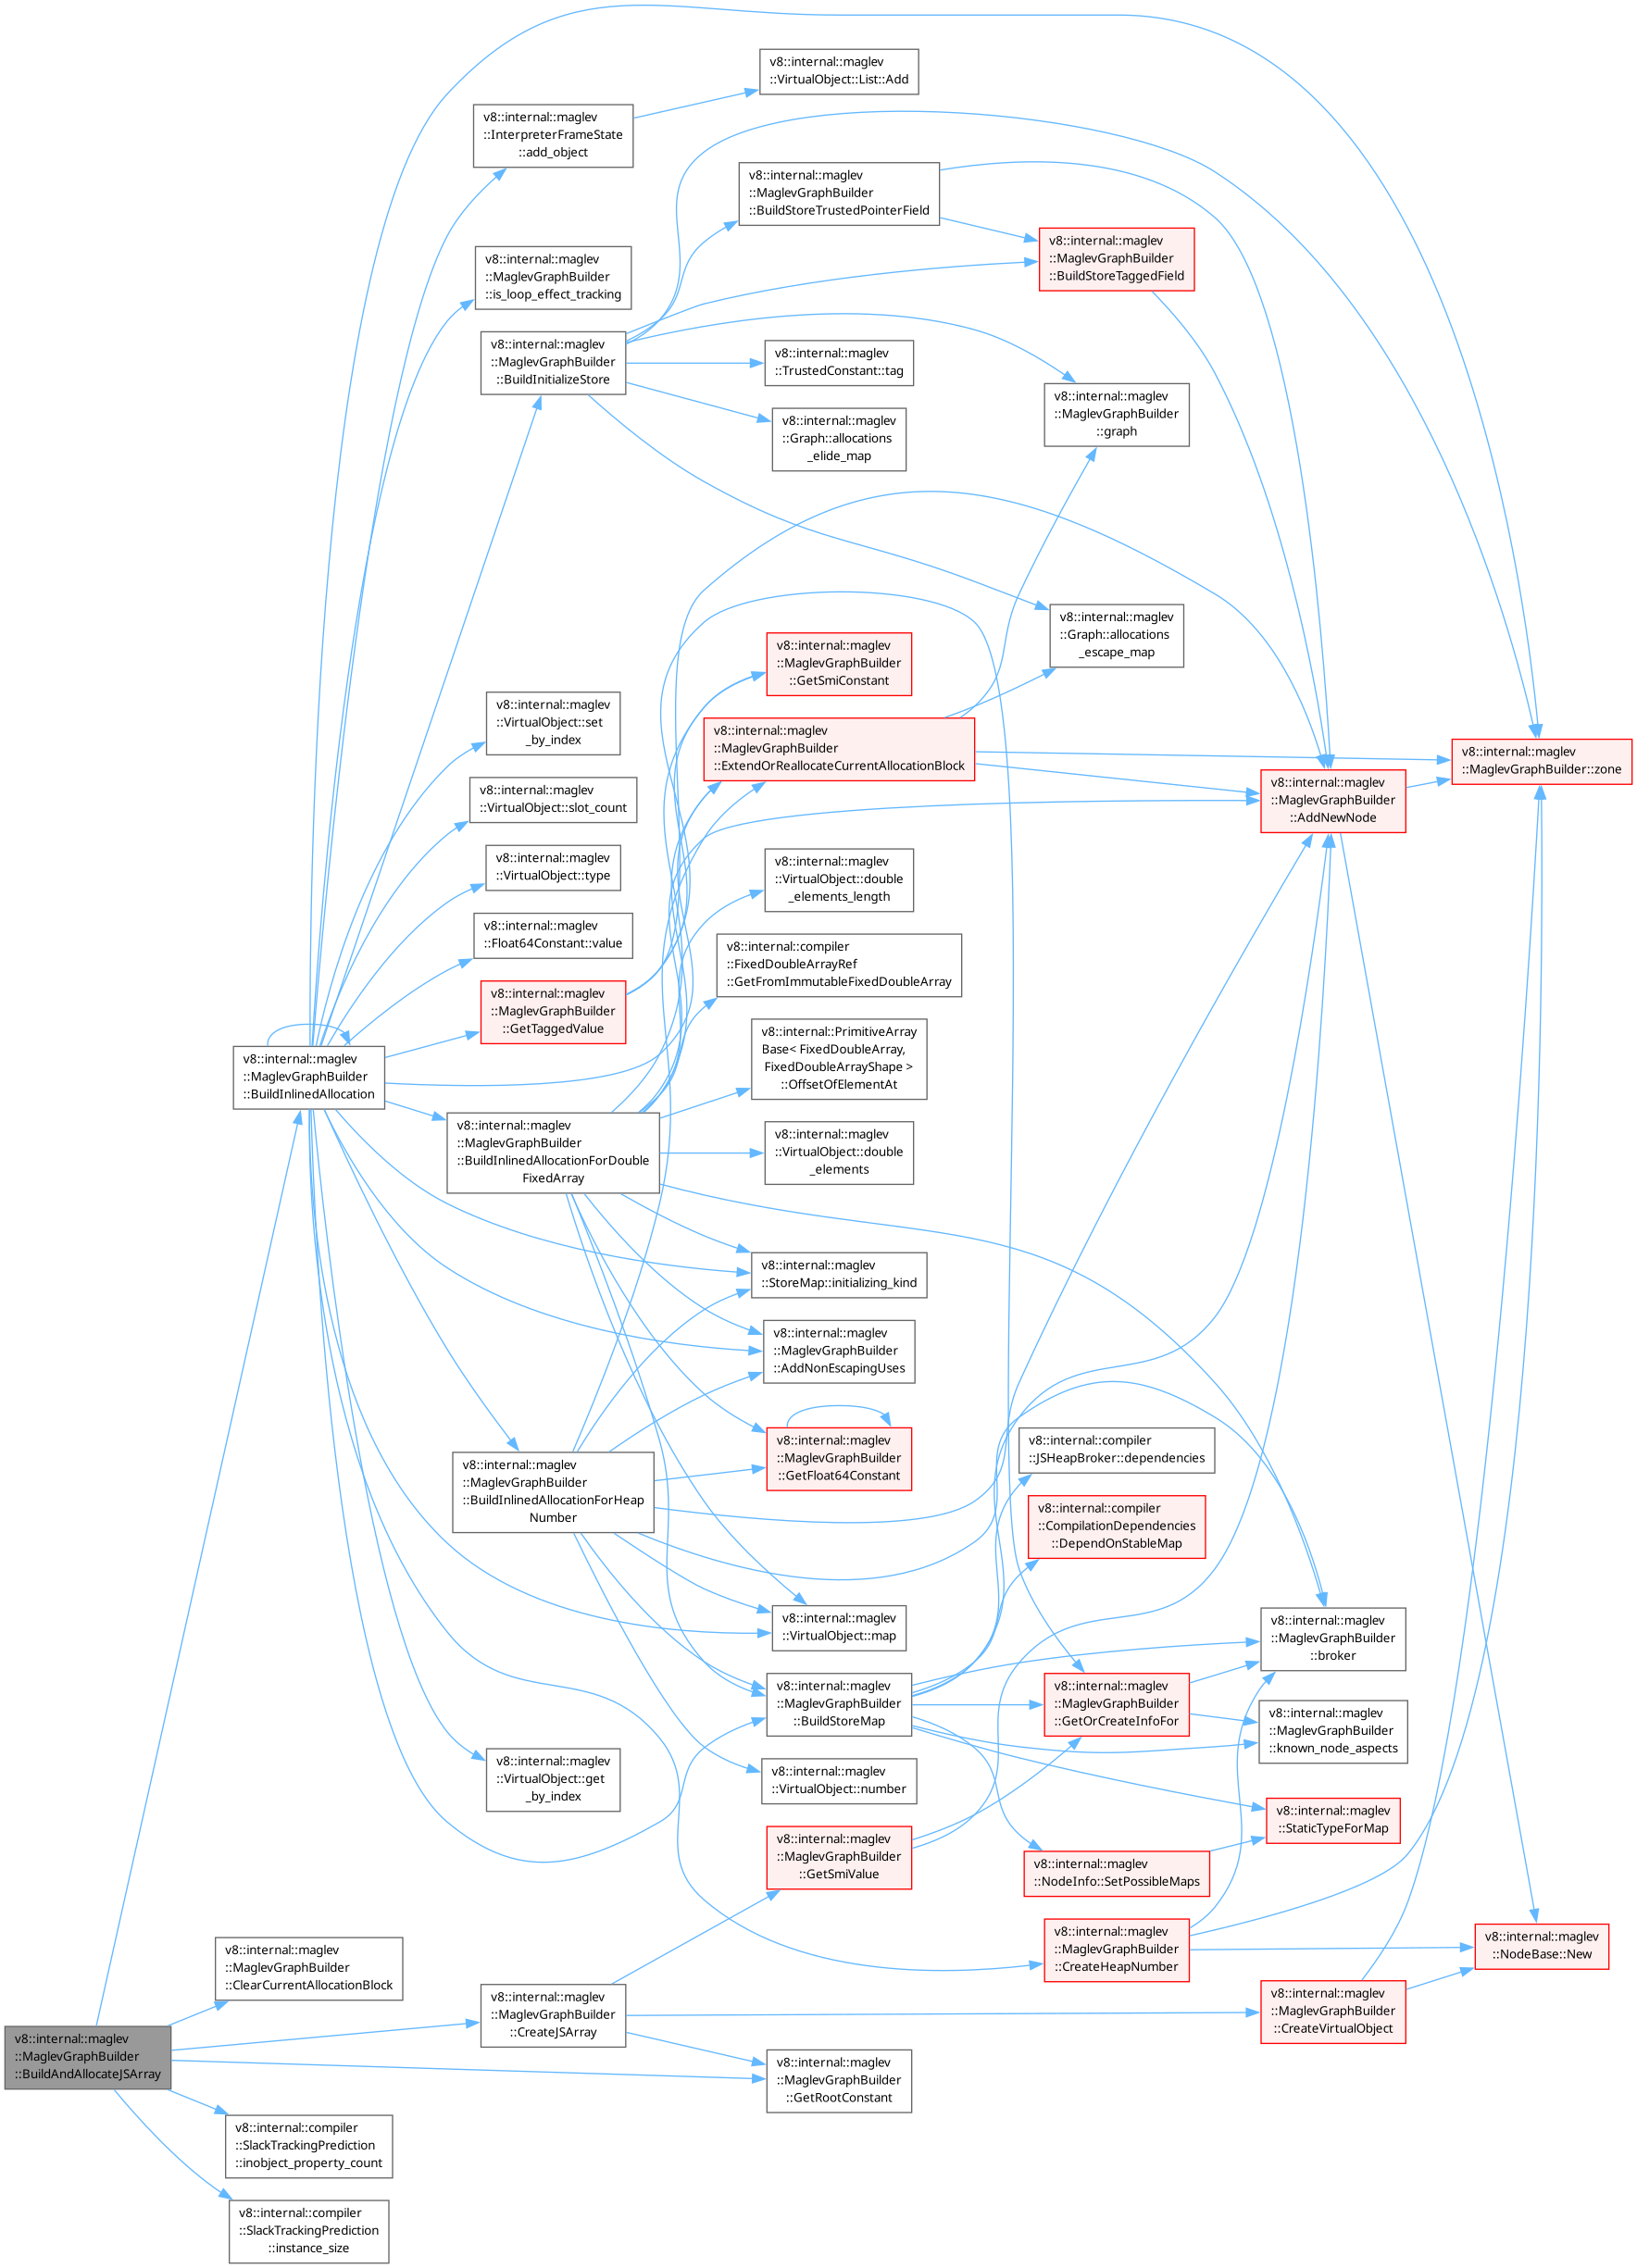 v8::internal::maglev
::VirtualObject::List::Add
v8::internal::maglev
::InterpreterFrameState
::add_object
v8::internal::maglev
::MaglevGraphBuilder
::BuildStoreTrustedPointerField
v8::internal::maglev
::MaglevGraphBuilder
::BuildStoreTaggedField
v8::internal::maglev
::MaglevGraphBuilder
::is_loop_effect_tracking
v8::internal::maglev
::MaglevGraphBuilder
::BuildInitializeStore
v8::internal::maglev
::TrustedConstant::tag
v8::internal::maglev
::MaglevGraphBuilder
::graph
v8::internal::maglev
::Graph::allocations
_elide_map
v8::internal::maglev
::Graph::allocations
_escape_map
v8::internal::maglev
::MaglevGraphBuilder
::GetSmiConstant
v8::internal::maglev
::VirtualObject::set
_by_index
v8::internal::maglev
::MaglevGraphBuilder
::ExtendOrReallocateCurrentAllocationBlock
v8::internal::maglev
::MaglevGraphBuilder::zone
v8::internal::maglev
::MaglevGraphBuilder
::AddNewNode
v8::internal::maglev
::VirtualObject::slot_count
v8::internal::maglev
::VirtualObject::type
v8::internal::maglev
::VirtualObject::double
_elements_length
v8::internal::maglev
::Float64Constant::value
v8::internal::compiler
::FixedDoubleArrayRef
::GetFromImmutableFixedDoubleArray
v8::internal::maglev
::MaglevGraphBuilder
::GetTaggedValue
v8::internal::PrimitiveArray
Base< FixedDoubleArray,
FixedDoubleArrayShape >
::OffsetOfElementAt
v8::internal::maglev
::MaglevGraphBuilder
::BuildInlinedAllocation
v8::internal::maglev
::MaglevGraphBuilder
::BuildInlinedAllocationForDouble
FixedArray
v8::internal::maglev
::VirtualObject::double
_elements
v8::internal::maglev
::StoreMap::initializing_kind
v8::internal::maglev
::MaglevGraphBuilder
::AddNonEscapingUses
v8::internal::maglev
::MaglevGraphBuilder
::GetFloat64Constant
v8::internal::compiler
::JSHeapBroker::dependencies
v8::internal::maglev
::MaglevGraphBuilder
::BuildInlinedAllocationForHeap
Number
v8::internal::compiler
::CompilationDependencies
::DependOnStableMap
v8::internal::maglev
::VirtualObject::map
v8::internal::maglev
::MaglevGraphBuilder
::broker
v8::internal::maglev
::MaglevGraphBuilder
::BuildStoreMap
v8::internal::maglev
::MaglevGraphBuilder
::GetOrCreateInfoFor
v8::internal::maglev
::MaglevGraphBuilder
::known_node_aspects
v8::internal::maglev
::VirtualObject::get
_by_index
v8::internal::maglev
::VirtualObject::number
v8::internal::maglev
::StaticTypeForMap
v8::internal::maglev
::MaglevGraphBuilder
::GetSmiValue
v8::internal::maglev
::NodeInfo::SetPossibleMaps
v8::internal::maglev
::MaglevGraphBuilder
::CreateHeapNumber
v8::internal::maglev
::NodeBase::New
v8::internal::maglev
::MaglevGraphBuilder
::ClearCurrentAllocationBlock
v8::internal::maglev
::MaglevGraphBuilder
::CreateJSArray
v8::internal::maglev
::MaglevGraphBuilder
::CreateVirtualObject
v8::internal::maglev
::MaglevGraphBuilder
::BuildAndAllocateJSArray
v8::internal::maglev
::MaglevGraphBuilder
::GetRootConstant
v8::internal::compiler
::SlackTrackingPrediction
::inobject_property_count
v8::internal::compiler
::SlackTrackingPrediction
::instance_size